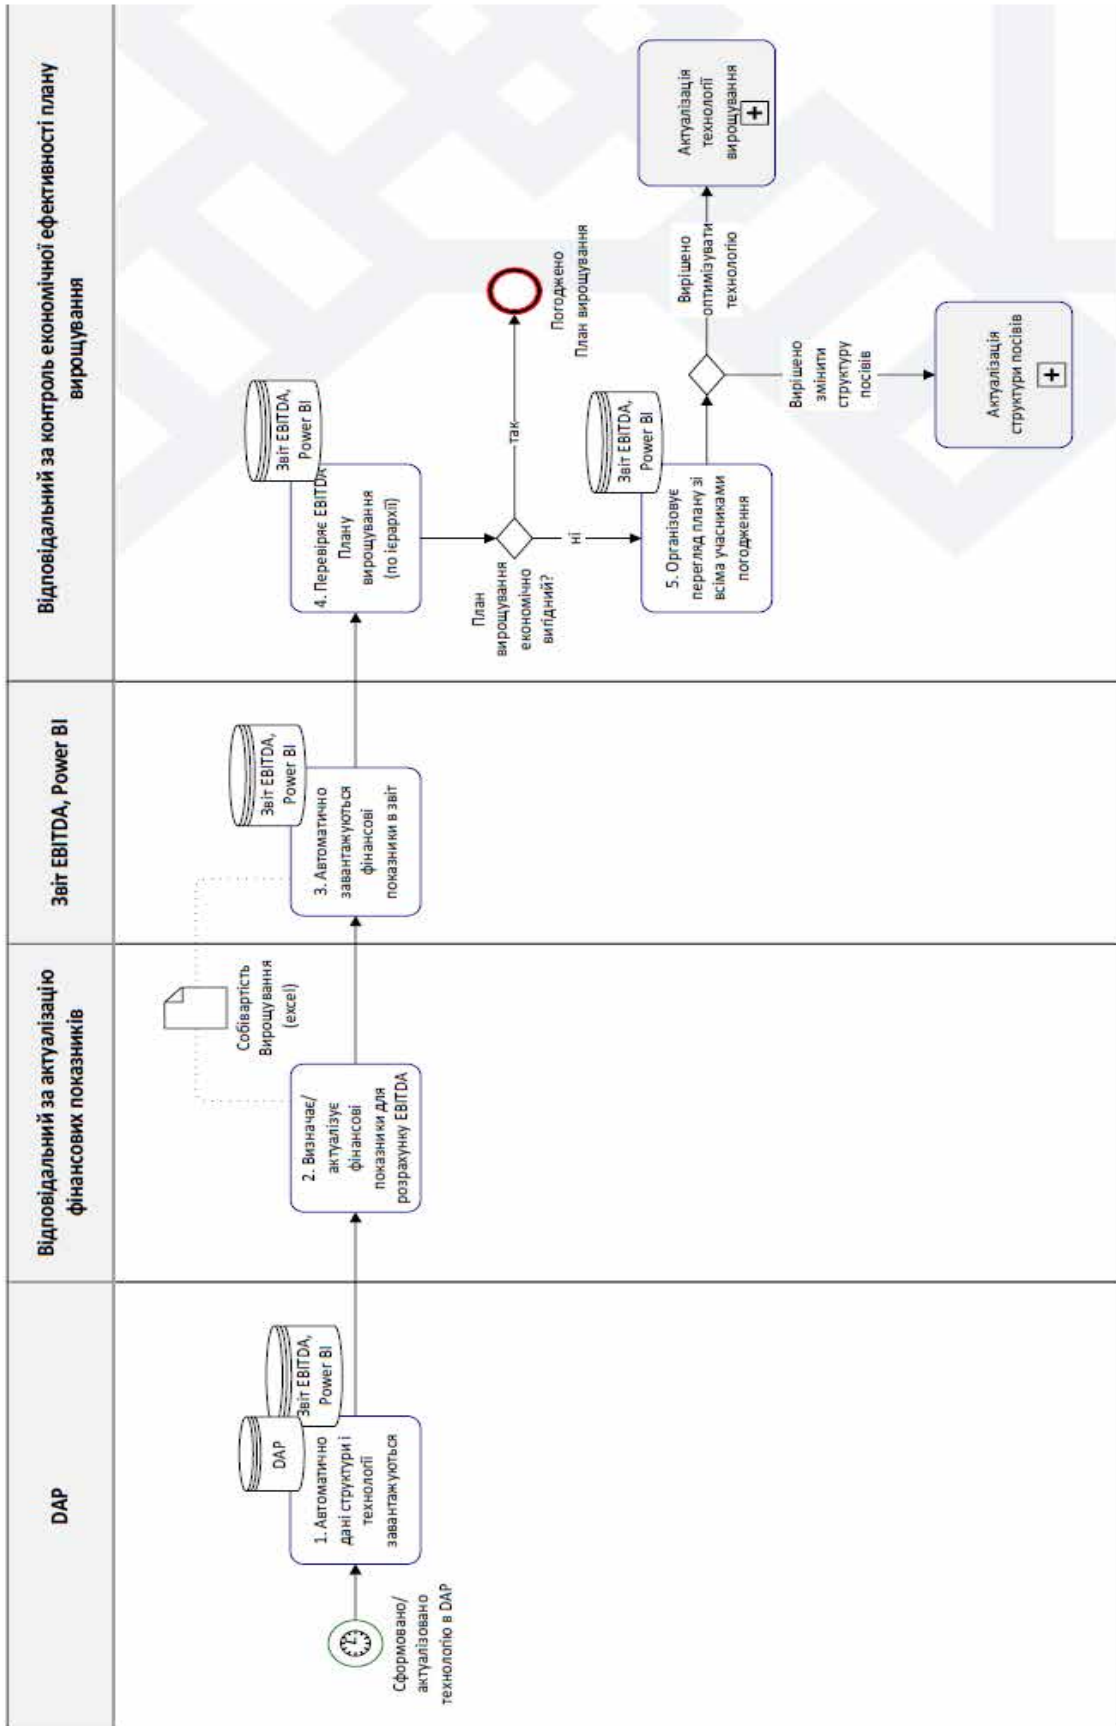 DAP
Відповідальний за актуалізацію
фінансових показників
Звіт EBITDA, Power BI
Відповідальний за контроль економічної ефективності плану
вирощування
Сформовано/
актуалізовано
технологію в DAP
DAP
Звіт EBITDA,
Power BI
1. Автоматично
дані структури і
технології
завантажуються
2. Визначає/
актуалізує
фінансові
показники для
розрахунку EBITDA
Собівартість
Вирощування
(excel)
Звіт EBITDA,
Power BI
3. Автоматично
завантажуються
фінансові
показники в звіт
Звіт EBITDA,
Power BI
4. Перевіряє EBITDA
Плану
вирощування
(по ієрархії)
План
вирощування
економічно
вигідний?
так
Погоджено
План вирощування
ні
Звіт EBITDA,
Power BI
5. Організовує
перегляд плану зі
всіма учасниками
погодження
Вирішено
оптимізувати
технологію
Актуалізація
технології
вирощування
Вирішено
змінити
структуру
посівів
Актуалізація
структури посівів